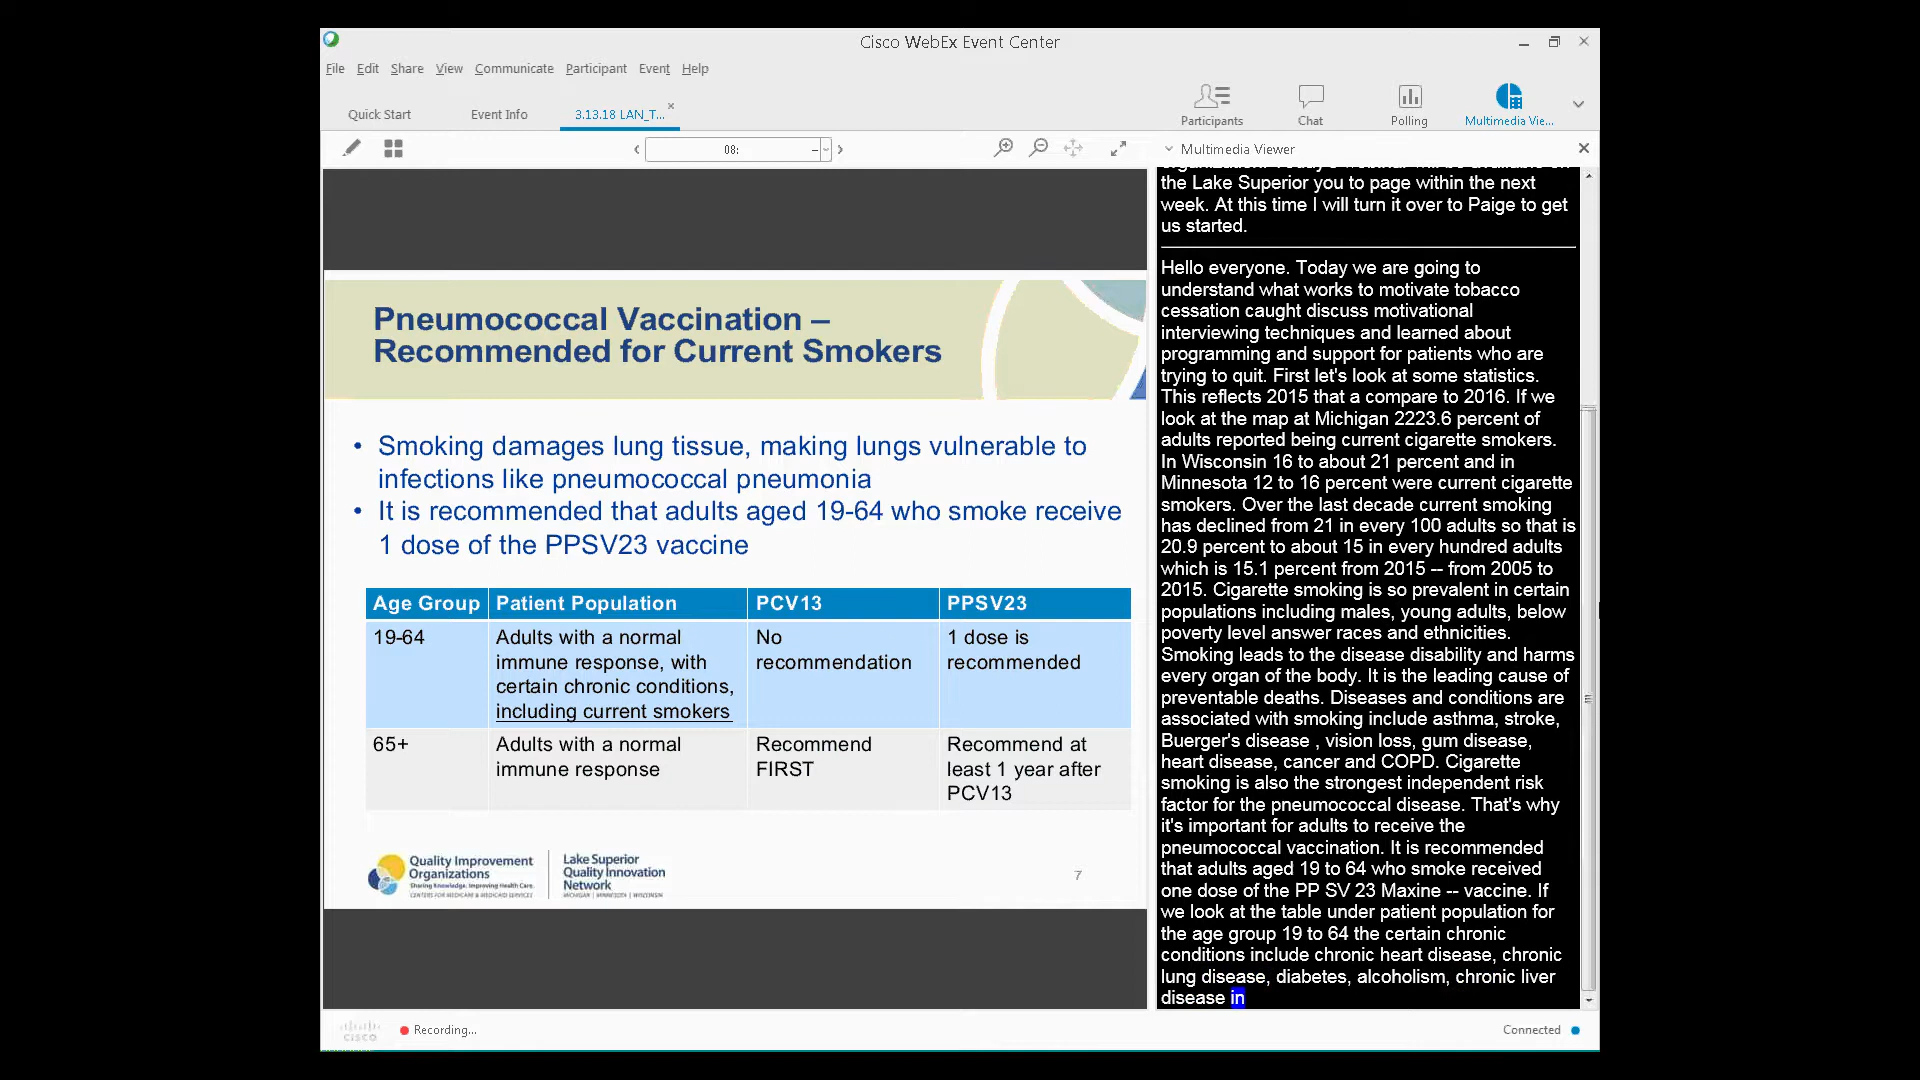 Cisco WebEx Event Center
File Edit Share View Communicate Participant Event Help
Quick Start Event Info 3.13.18 LAN_T... ×
Participants Chat Polling Multimedia Vie...
08:
Multimedia Viewer
Pneumococcal Vaccination –
Recommended for Current Smokers
• Smoking damages lung tissue, making lungs vulnerable to
infections like pneumococcal pneumonia
• It is recommended that adults aged 19-64 who smoke receive
1 dose of the PPSV23 vaccine
Age Group Patient Population PCV13 PPSV23
19-64 Adults with a normal No 1 dose is
immune response, with recommendation recommended
certain chronic conditions,
including current smokers
65+ Adults with a normal Recommend Recommend at
immune response FIRST least 1 year after
PCV13
Quality Improvement
Organizations
Sharing Knowledge. Improving Health Care.
CENTERS FOR MEDICARE & MEDICAID SERVICES
Lake Superior
Quality Innovation
Network
MICHIGAN | MINNESOTA | WISCONSIN
7
the Lake Superior you to page within the next
week. At this time I will turn it over to Paige to get
us started.
Hello everyone. Today we are going to
understand what works to motivate tobacco
cessation caught discuss motivational
interviewing techniques and learned about
programming and support for patients who are
trying to quit. First let's look at some statistics.
This reflects 2015 that a compare to 2016. If we
look at the map at Michigan 2223.6 percent of
adults reported being current cigarette smokers.
In Wisconsin 16 to about 21 percent and in
Minnesota 12 to 16 percent were current cigarette
smokers. Over the last decade current smoking
has declined from 21 in every 100 adults so that is
20.9 percent to about 15 in every hundred adults
which is 15.1 percent from 2015 -- from 2005 to
2015. Cigarette smoking is so prevalent in certain
populations including males, young adults, below
poverty level answer races and ethnicities.
Smoking leads to the disease disability and harms
every organ of the body. It is the leading cause of
preventable deaths. Diseases and conditions are
associated with smoking include asthma, stroke,
Buerger's disease , vision loss, gum disease,
heart disease, cancer and COPD. Cigarette
smoking is also the strongest independent risk
factor for the pneumococcal disease. That's why
it's important for adults to receive the
pneumococcal vaccination. It is recommended
that adults aged 19 to 64 who smoke received
one dose of the PP SV 23 Maxine -- vaccine. If
we look at the table under patient population for
the age group 19 to 64 the certain chronic
conditions include chronic heart disease, chronic
lung disease, diabetes, alcoholism, chronic liver
disease in
cisco
Recording...
Connected